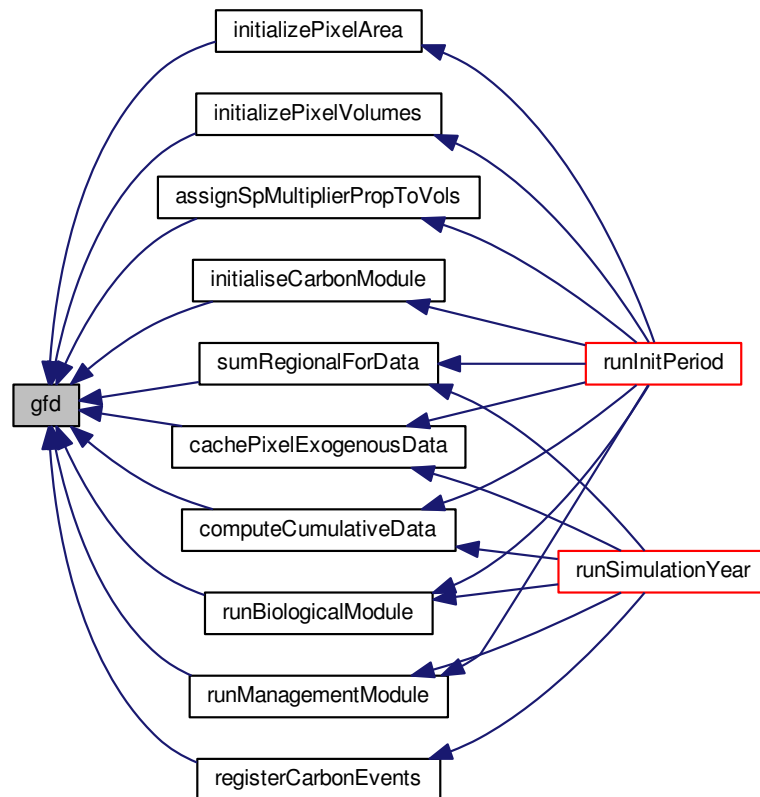 initializePixelArea
initializePixelVolumes
assignSpMultiplierPropToVols
initialiseCarbonModule
sumRegionalForData
runInitPeriod
gfd
cachePixelExogenousData
computeCumulativeData
runSimulationYear
runBiologicalModule
runManagementModule
registerCarbonEvents